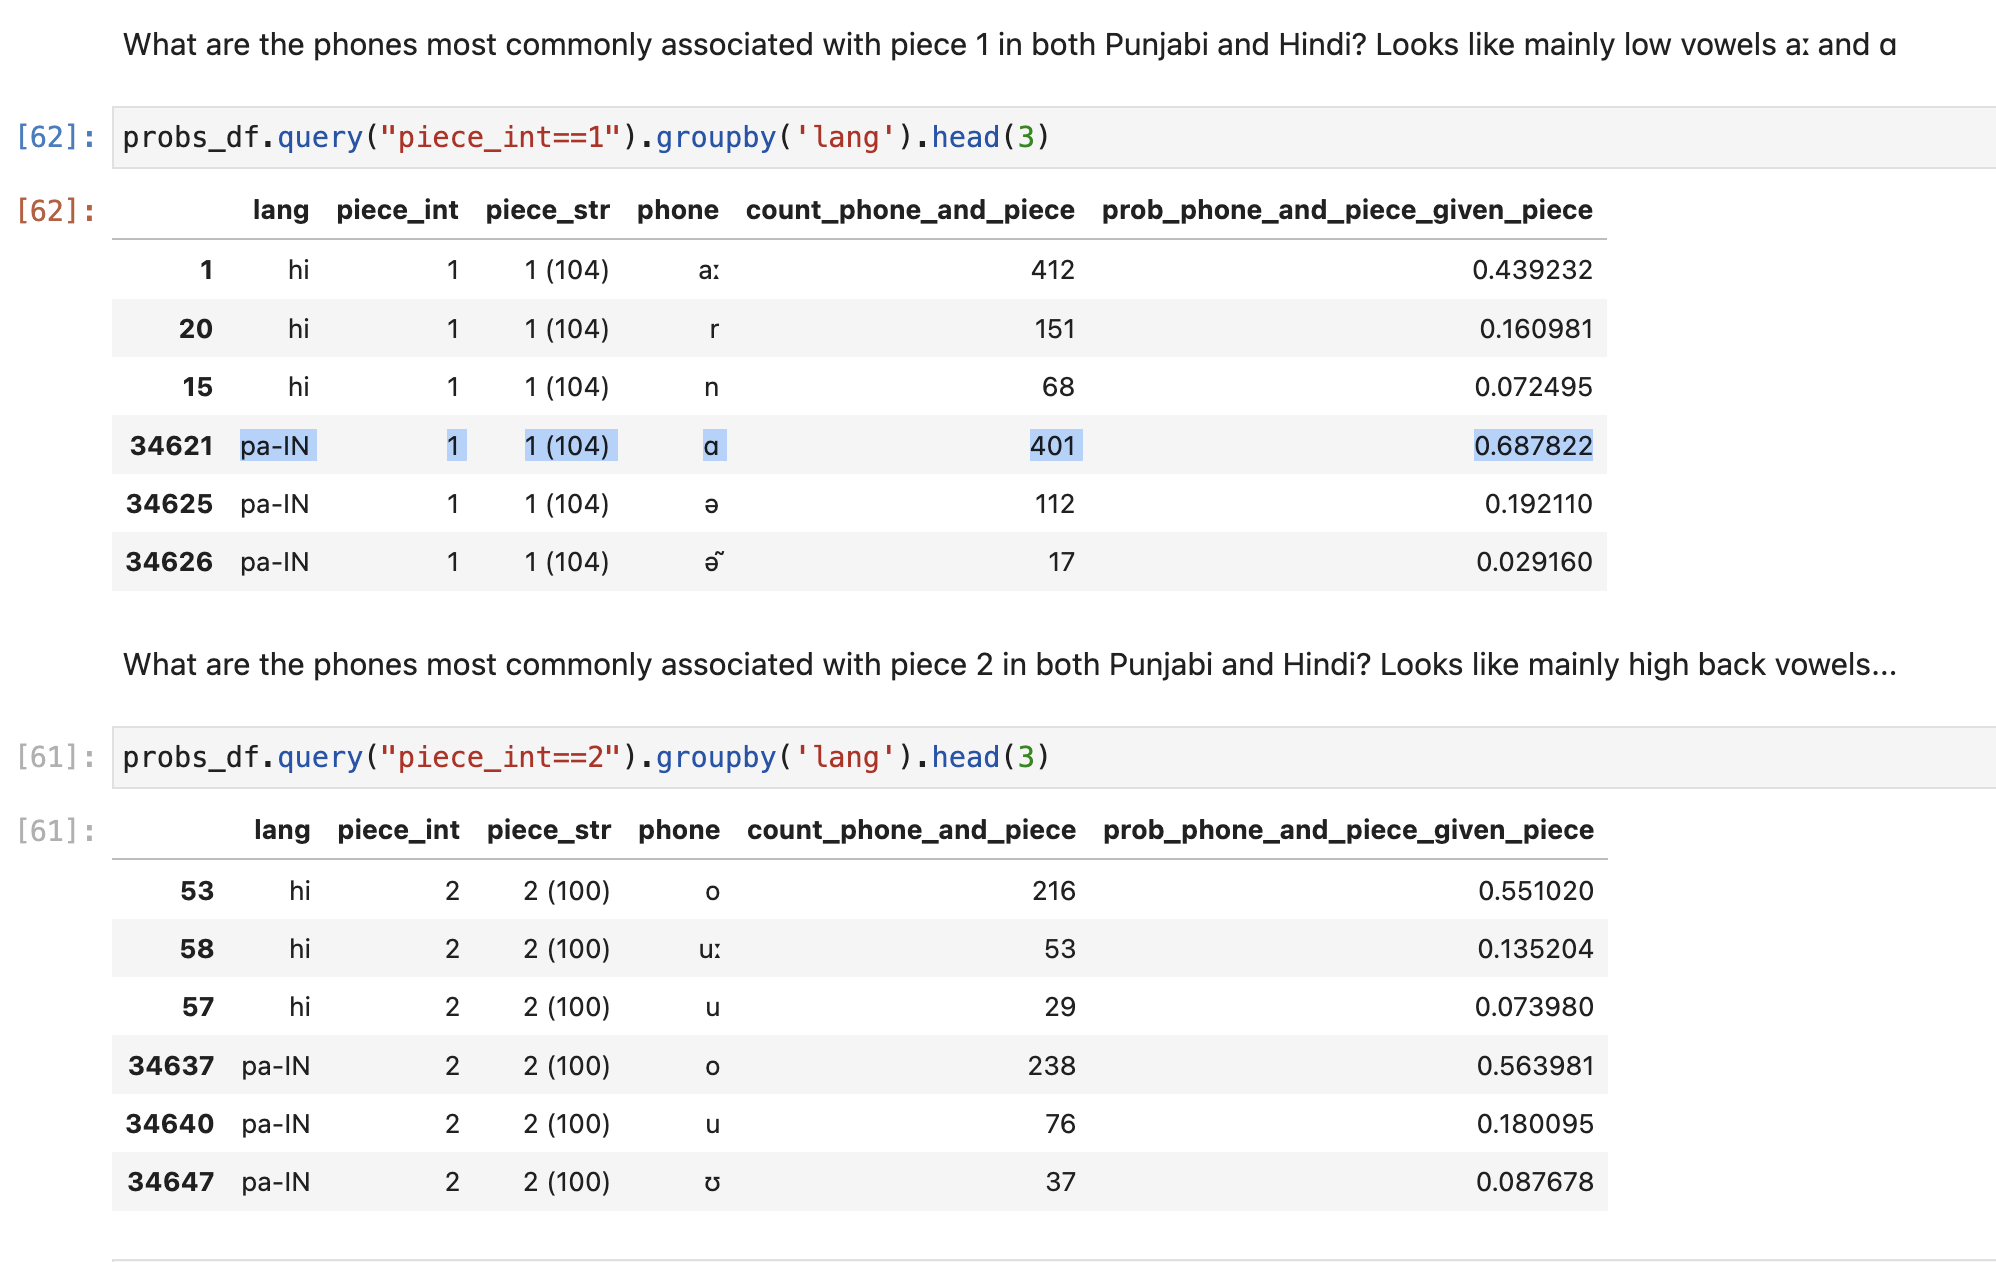 What are the phones most commonly associated with piece 1 in both Punjabi and Hindi? Looks like mainly low vowels aː and ɑ
[62]: probs_df.query("piece_int==1").groupby('lang').head(3)
[62]: lang piece_int piece_str phone count_phone_and_piece prob_phone_and_piece_given_piece
1 hi 1 1 (104) aː 412 0.439232
20 hi 1 1 (104) r 151 0.160981
15 hi 1 1 (104) n 68 0.072495
34621 pa-IN 1 1 (104) ɑ 401 0.687822
34625 pa-IN 1 1 (104) ə 112 0.192110
34626 pa-IN 1 1 (104) ə̃ 17 0.029160
What are the phones most commonly associated with piece 2 in both Punjabi and Hindi? Looks like mainly high back vowels...
[61]: probs_df.query("piece_int==2").groupby('lang').head(3)
[61]: lang piece_int piece_str phone count_phone_and_piece prob_phone_and_piece_given_piece
53 hi 2 2 (100) o 216 0.551020
58 hi 2 2 (100) uː 53 0.135204
57 hi 2 2 (100) u 29 0.073980
34637 pa-IN 2 2 (100) o 238 0.563981
34640 pa-IN 2 2 (100) u 76 0.180095
34647 pa-IN 2 2 (100) ʊ 37 0.087678